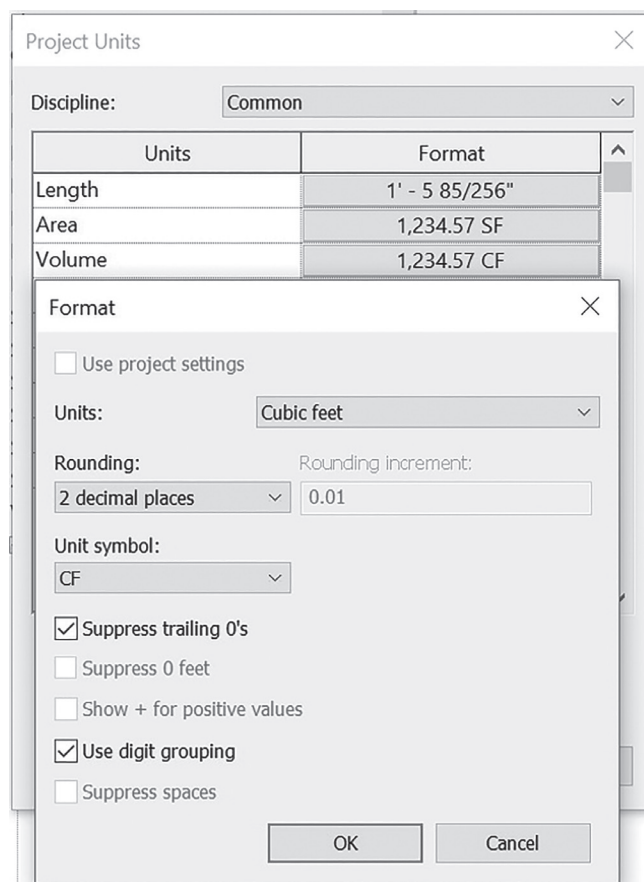 Project Units
Discipline: Common
Units Format
Length 1' - 5 85/256"
Area 1,234.57 SF
Volume 1,234.57 CF
Format
Use project settings
Units: Cubic feet
Rounding: Rounding increment:
2 decimal places 0.01
Unit symbol:
CF
Suppress trailing 0's
Suppress 0 feet
Show + for positive values
Use digit grouping
Suppress spaces
OK Cancel